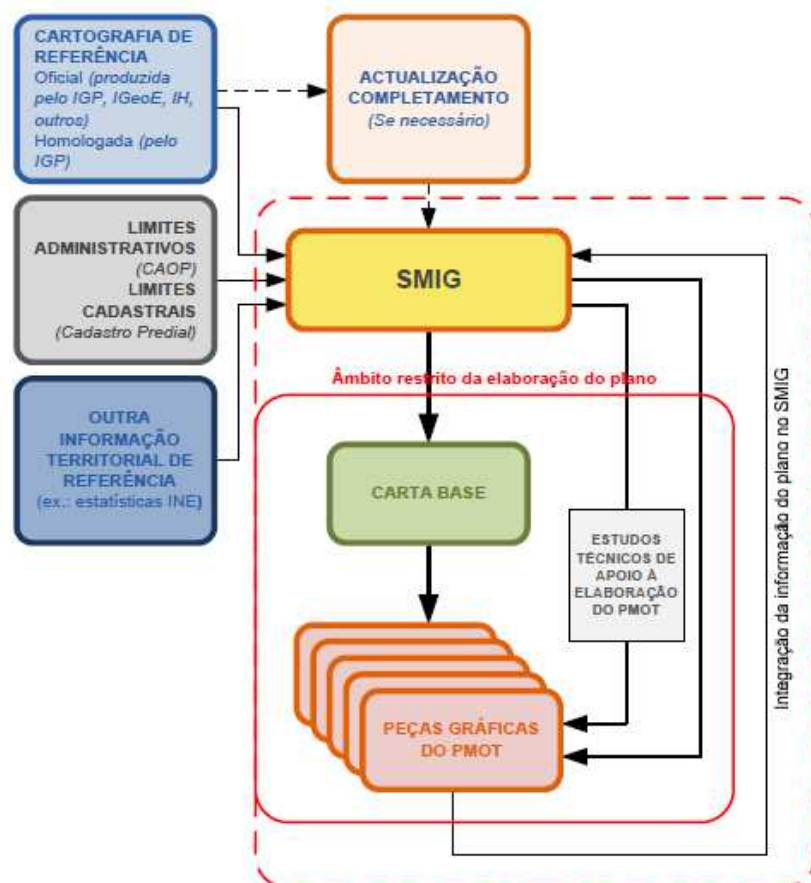 CARTOGRAFIA DE
REFERÊNCIA
Oficial (produzida
pelo IGP, IGeoE, IH,
outros)
Homologada (pelo
IGP)
ACTUALIZAÇÃO
COMPLETAMENTO
(Se necessário)
LIMITES
ADMINISTRATIVOS
(CAOP)
LIMITES
CADASTRAIS
(Cadastro Predial)
SMIG
OUTRA
INFORMAÇÃO
TERRITORIAL DE
REFERÊNCIA
(ex.: estatísticas INE)
Âmbito restrito da elaboração do plano
CARTA BASE
ESTUDOS
TÉCNICOS DE
APOIO À
ELABORAÇÃO
DO PMOT
PEÇAS GRÁFICAS
DO PMOT
Integração da informação do plano no SMIG